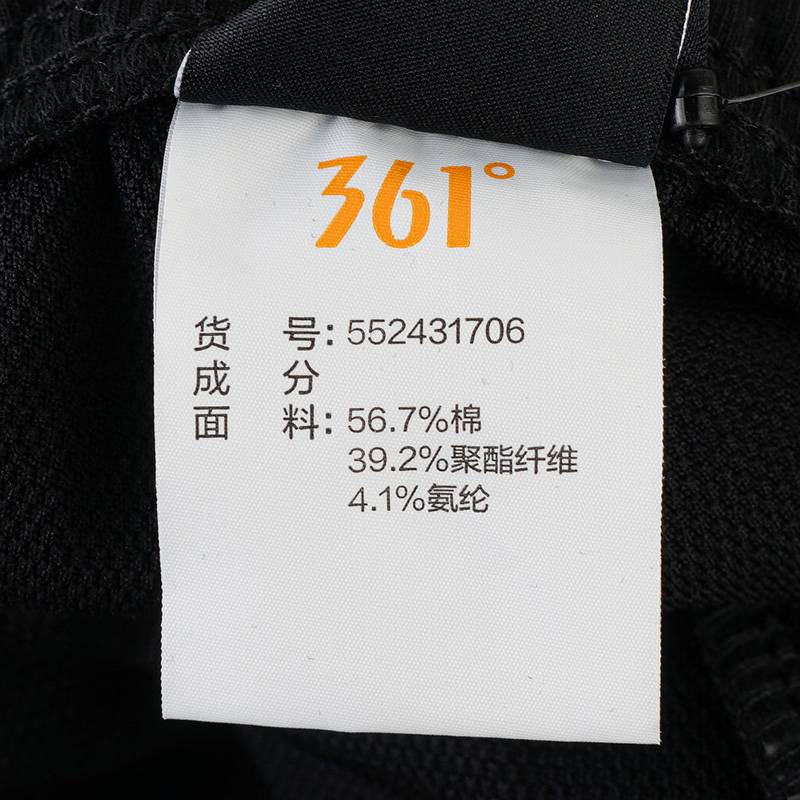 361°
货 号:552431706
成 分
面 料:56.7%棉
39.2%聚酯纤维
4.1%氨纶